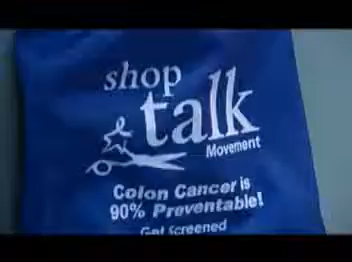 shop
talk
Movement
Colon Cancer is
90% Preventable!
Get Screened